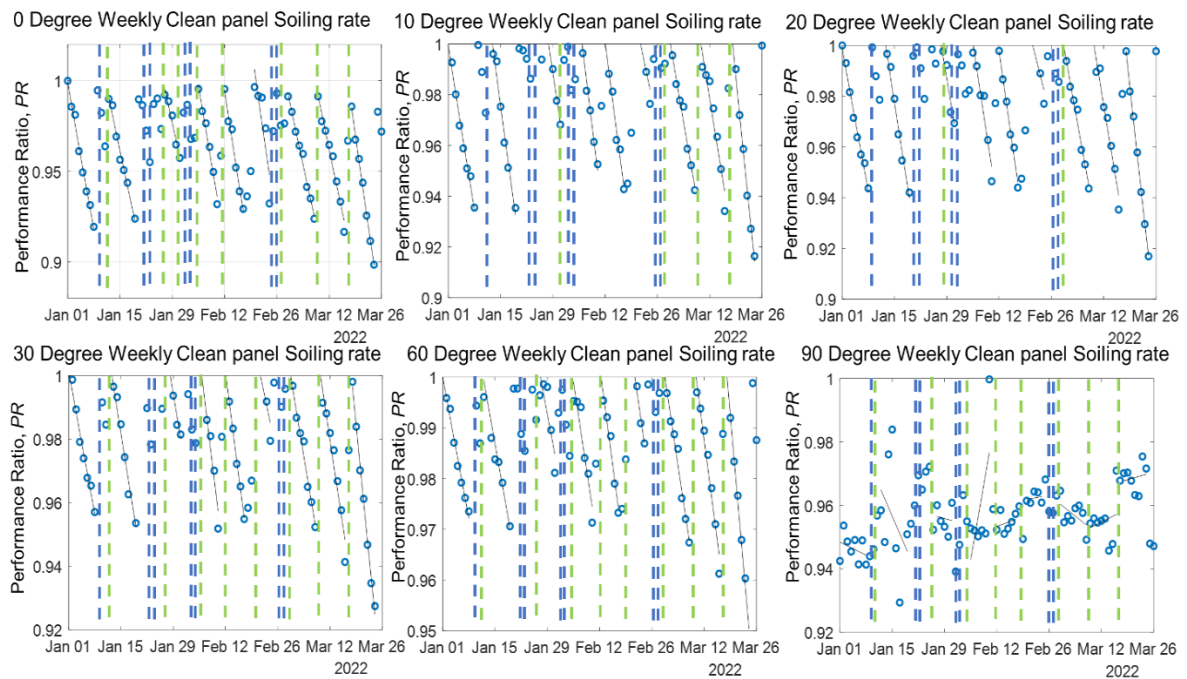 0 Degree Weekly Clean panel Soiling rate
Performance Ratio, PR
1
0.95
0.9
Jan 01 Jan 15 Jan 29 Feb 12 Feb 26 Mar 12 Mar 26
2022
10 Degree Weekly Clean panel Soiling rate
Performance Ratio, PR
1
0.98
0.96
0.94
0.92
0.9
Jan 01 Jan 15 Jan 29 Feb 12 Feb 26 Mar 12 Mar 26
2022
20 Degree Weekly Clean panel Soiling rate
Performance Ratio, PR
1
0.98
0.96
0.94
0.92
0.9
Jan 01 Jan 15 Jan 29 Feb 12 Feb 26 Mar 12 Mar 26
2022
30 Degree Weekly Clean panel Soiling rate
Performance Ratio, PR
1
0.98
0.96
0.94
0.92
Jan 01 Jan 15 Jan 29 Feb 12 Feb 26 Mar 12 Mar 26
2022
60 Degree Weekly Clean panel Soiling rate
Performance Ratio, PR
1
0.99
0.98
0.97
0.96
0.95
Jan 01 Jan 15 Jan 29 Feb 12 Feb 26 Mar 12 Mar 26
2022
90 Degree Weekly Clean panel Soiling rate
Performance Ratio, PR
1
0.98
0.96
0.94
0.92
Jan 01 Jan 15 Jan 29 Feb 12 Feb 26 Mar 12 Mar 26
2022